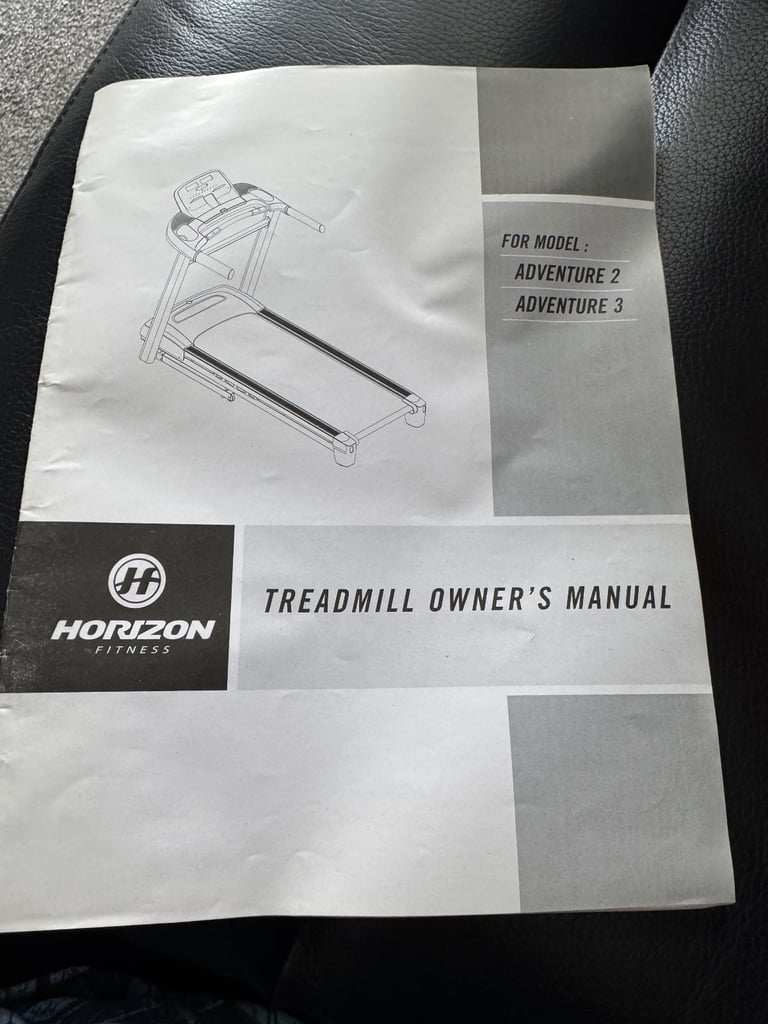 FOR MODEL :
ADVENTURE 2
ADVENTURE 3
HORIZON
FITNESS
TREADMILL OWNER'S MANUAL